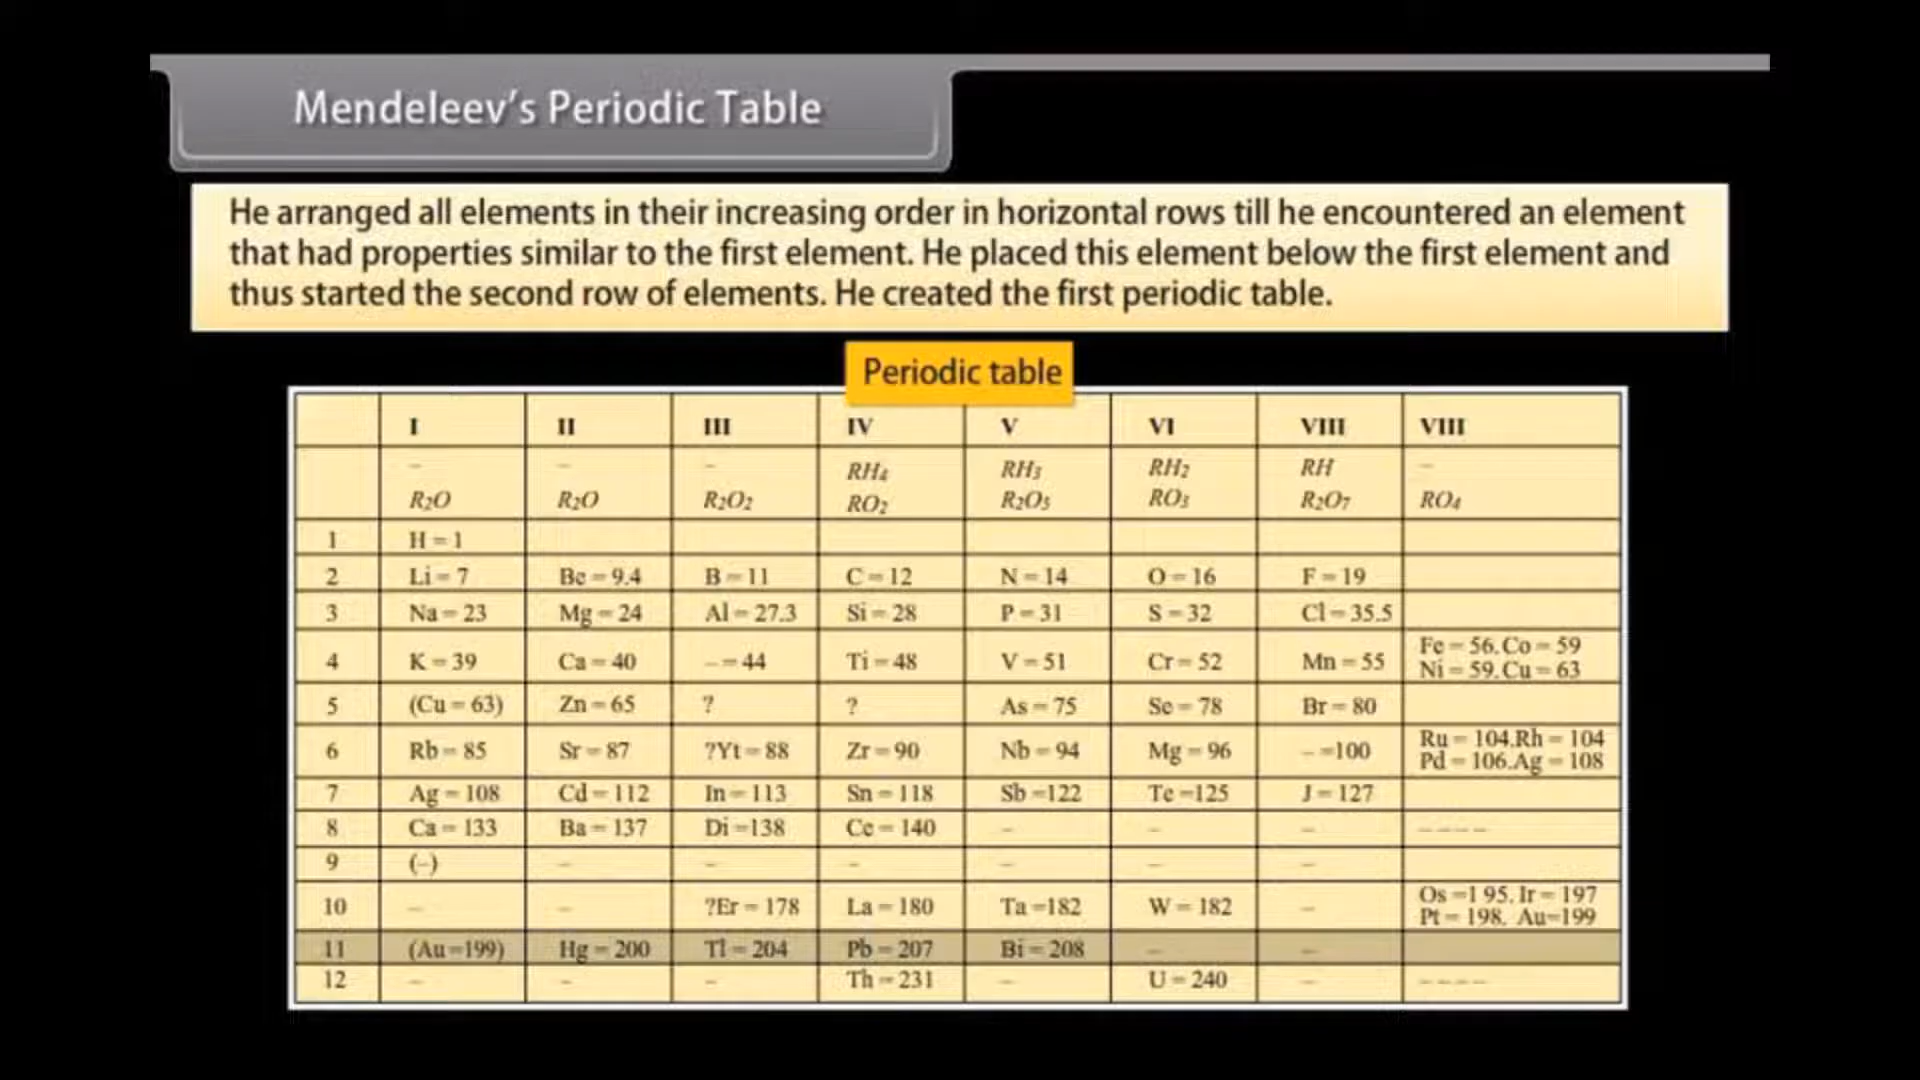 Mendeleev's Periodic Table
He arranged all elements in their increasing order in horizontal rows till he encountered an element
that had properties similar to the first element. He placed this element below the first element and
thus started the second row of elements. He created the first periodic table.
Periodic table
I II III IV V VI VIII VIII
– – – RH4 RH3 RH2 RH –
R2O R2O R2O2 RO2 R2O5 RO3 R2O7 RO4
1 H = 1
2 Li = 7 Be = 9.4 B = 11 C = 12 N = 14 O = 16 F = 19
3 Na = 23 Mg = 24 Al = 27.3 Si = 28 P = 31 S = 32 Cl = 35.5
4 K = 39 Ca = 40 – = 44 Ti = 48 V = 51 Cr = 52 Mn = 55 Fe = 56. Co = 59
Ni = 59. Cu = 63
5 (Cu = 63) Zn = 65 ? ? As = 75 Se = 78 Br = 80
6 Rb = 85 Sr = 87 ?Yt = 88 Zr = 90 Nb = 94 Mg = 96 – =100 Ru = 104.Rh = 104
Pd = 106.Ag = 108
7 Ag = 108 Cd = 112 In = 113 Sn = 118 Sb =122 Te =125 J = 127
8 Ca = 133 Ba = 137 Di =138 Ce = 140 – – – – – – –
9 (–) – – – – – –
10 – – ?Er = 178 La = 180 Ta =182 W = 182 – Os =1 95. Ir = 197
Pt = 198. Au=199
11 (Au=199) Hg = 200 Tl = 204 Pb = 207 Bi = 208 – –
12 – – – Th = 231 – U = 240 – – – – –